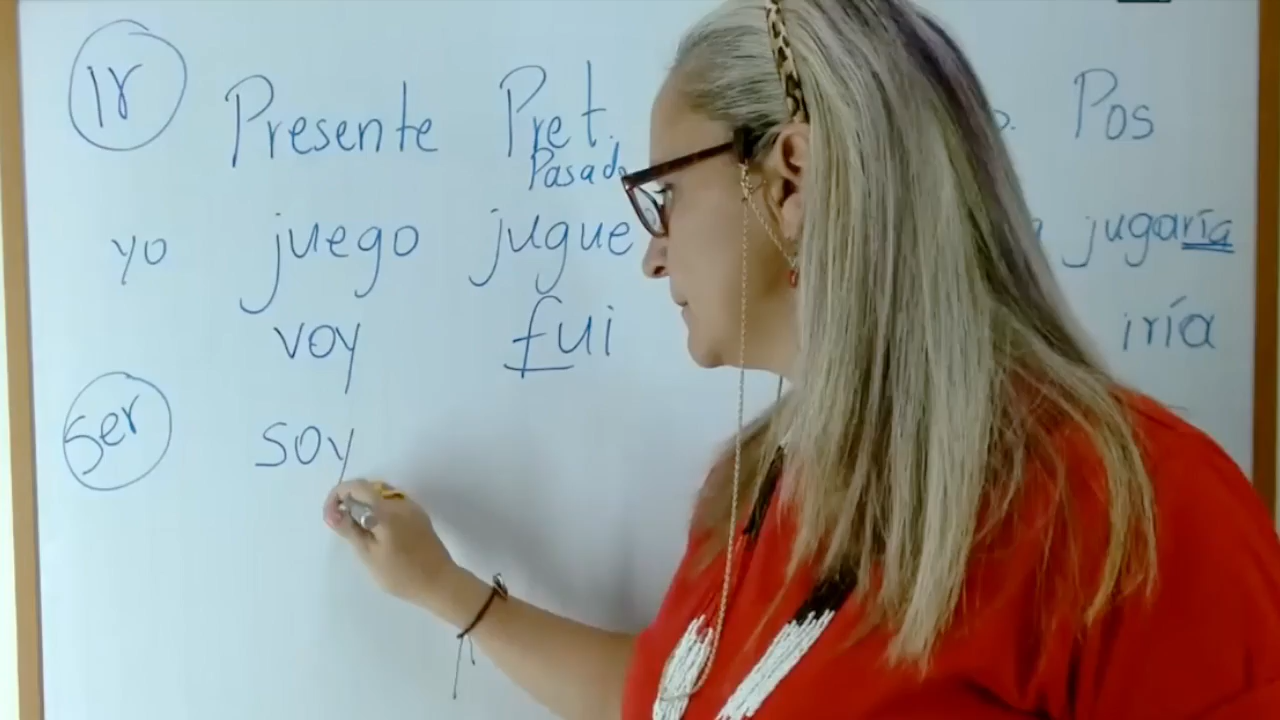 Ir Presente Pret. Pos
Pasado
yo juego jugue jugaría
voy fui iría
Ser soy